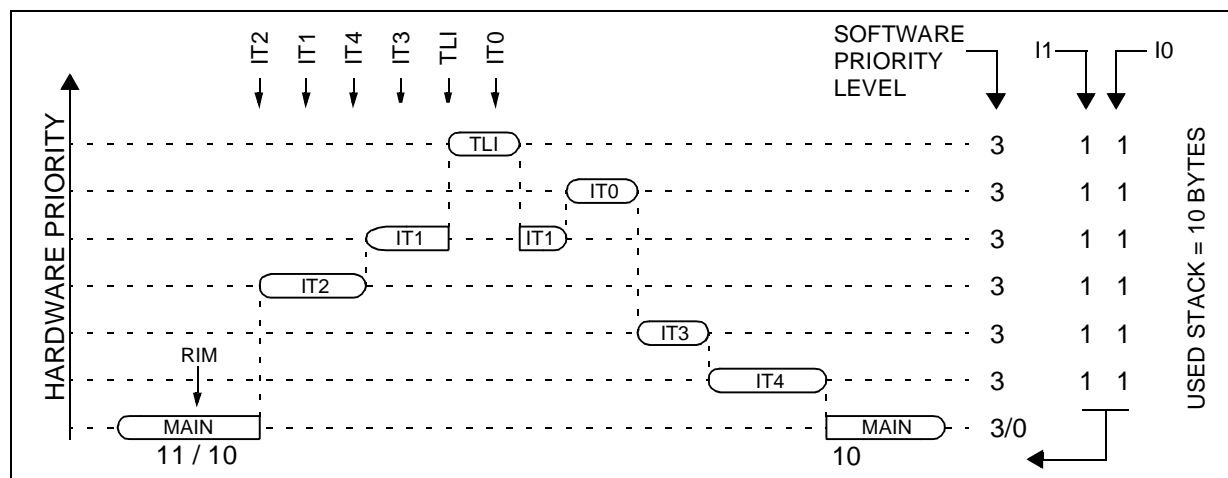 IT2
IT1
IT4
IT3
TLI
IT0
SOFTWARE
PRIORITY
LEVEL
I1
I0
HARDWARE PRIORITY
TLI
3
1 1
IT0
3
1 1
IT1
IT1
3
1 1
IT2
3
1 1
RIM
IT3
3
1 1
IT4
3
1 1
MAIN
MAIN
3/0
11 / 10
10
USED STACK = 10 BYTES